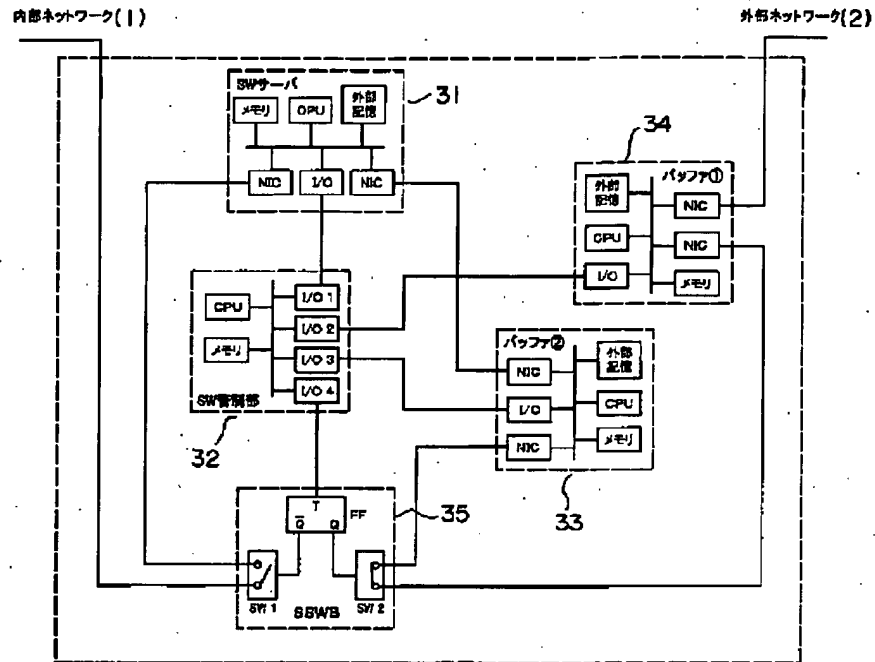 内部ネットワーク(1)
外部ネットワーク(2)
SWサーバ
31
メモリ
CPU
外部
記憶
NIC
I/O
NIC
34
バッファ①
外部
記憶
NIC
CPU
NIC
I/O
メモリ
I/O 1
CPU
I/O 2
メモリ
I/O 3
I/O 4
SW管制部
32
バッファ②
NIC
外部
記憶
I/O
CPU
NIC
メモリ
33
T
FF
35
Q̅
Q
SW 1
SSWB
SW 2